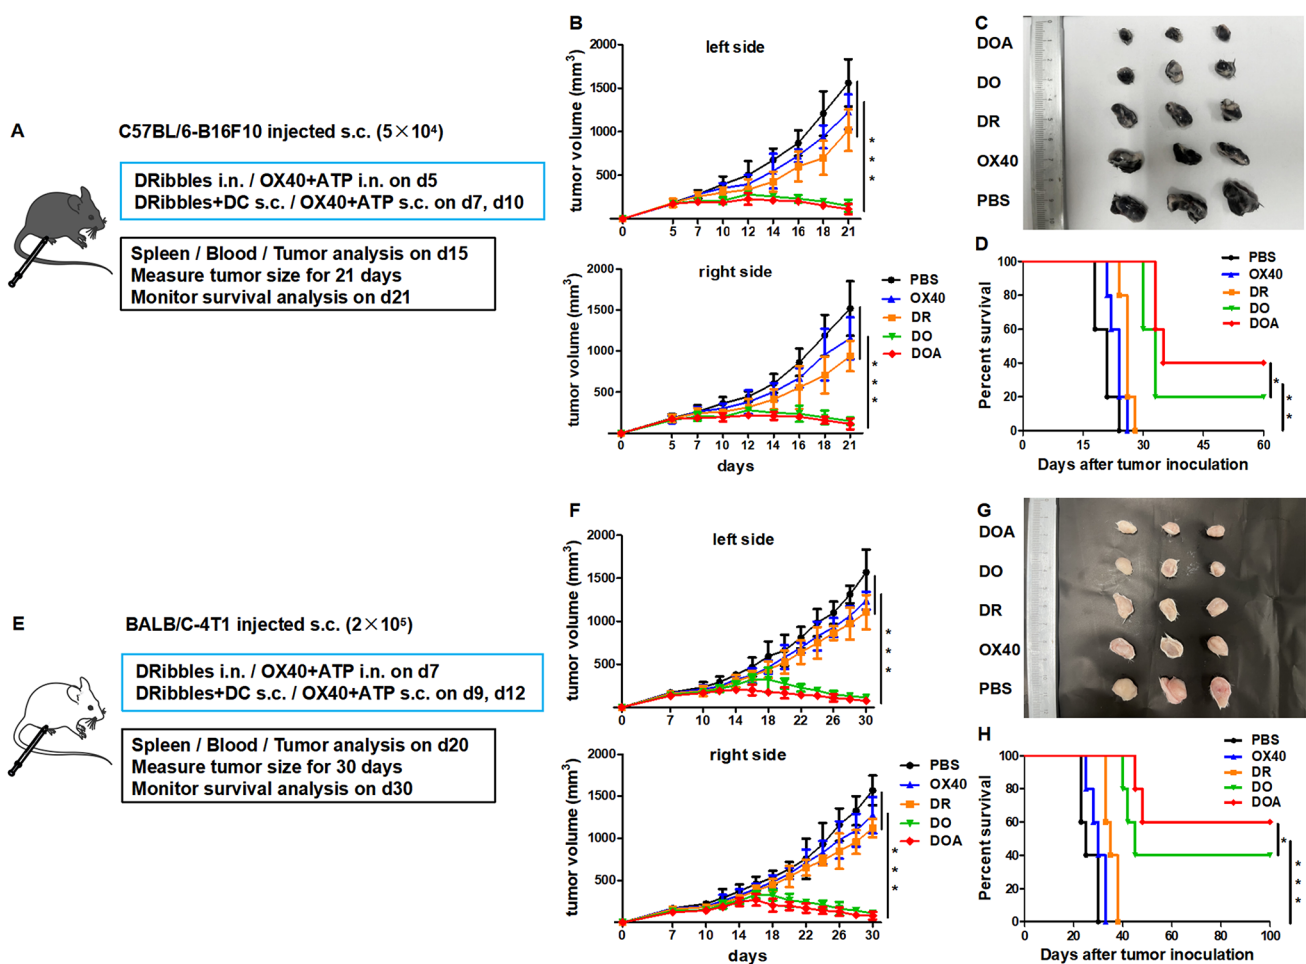 A
C57BL/6-B16F10 injected s.c. (5×10⁴)
DRibbles i.n. / OX40+ATP i.n. on d5
DRibbles+DC s.c. / OX40+ATP s.c. on d7, d10
Spleen / Blood / Tumor analysis on d15
Measure tumor size for 21 days
Monitor survival analysis on d21
B
left side
tumor volume (mm³)
2000
1500
1000
500
0
0 5 7 8 10 12 14 16 18 21
* * *
right side
tumor volume (mm³)
2000
1500
1000
500
0
0 5 7 10 12 14 16 18 21
days
PBS
OX40
DR
DO
DOA
* * *
C
DOA
DO
DR
OX40
PBS
D
Percent survival
100
80
60
40
20
0
0 15 30 45 60
Days after tumor inoculation
PBS
OX40
DR
DO
DOA
*
* *
E
BALB/C-4T1 injected s.c. (2×10⁵)
DRibbles i.n. / OX40+ATP i.n. on d7
DRibbles+DC s.c. / OX40+ATP s.c. on d9, d12
Spleen / Blood / Tumor analysis on d20
Measure tumor size for 30 days
Monitor survival analysis on d30
F
left side
tumor volume (mm³)
2000
1500
1000
500
0
0 7 10 14 18 22 26 30
* * *
right side
tumor volume (mm³)
2000
1500
1000
500
0
0 7 10 14 18 22 26 30
days
PBS
OX40
DR
DO
DOA
* * *
G
DOA
DO
DR
OX40
PBS
H
Percent survival
100
80
60
40
20
0
0 20 40 60 80 100
Days after tumor inoculation
PBS
OX40
DR
DO
DOA
*
* * *